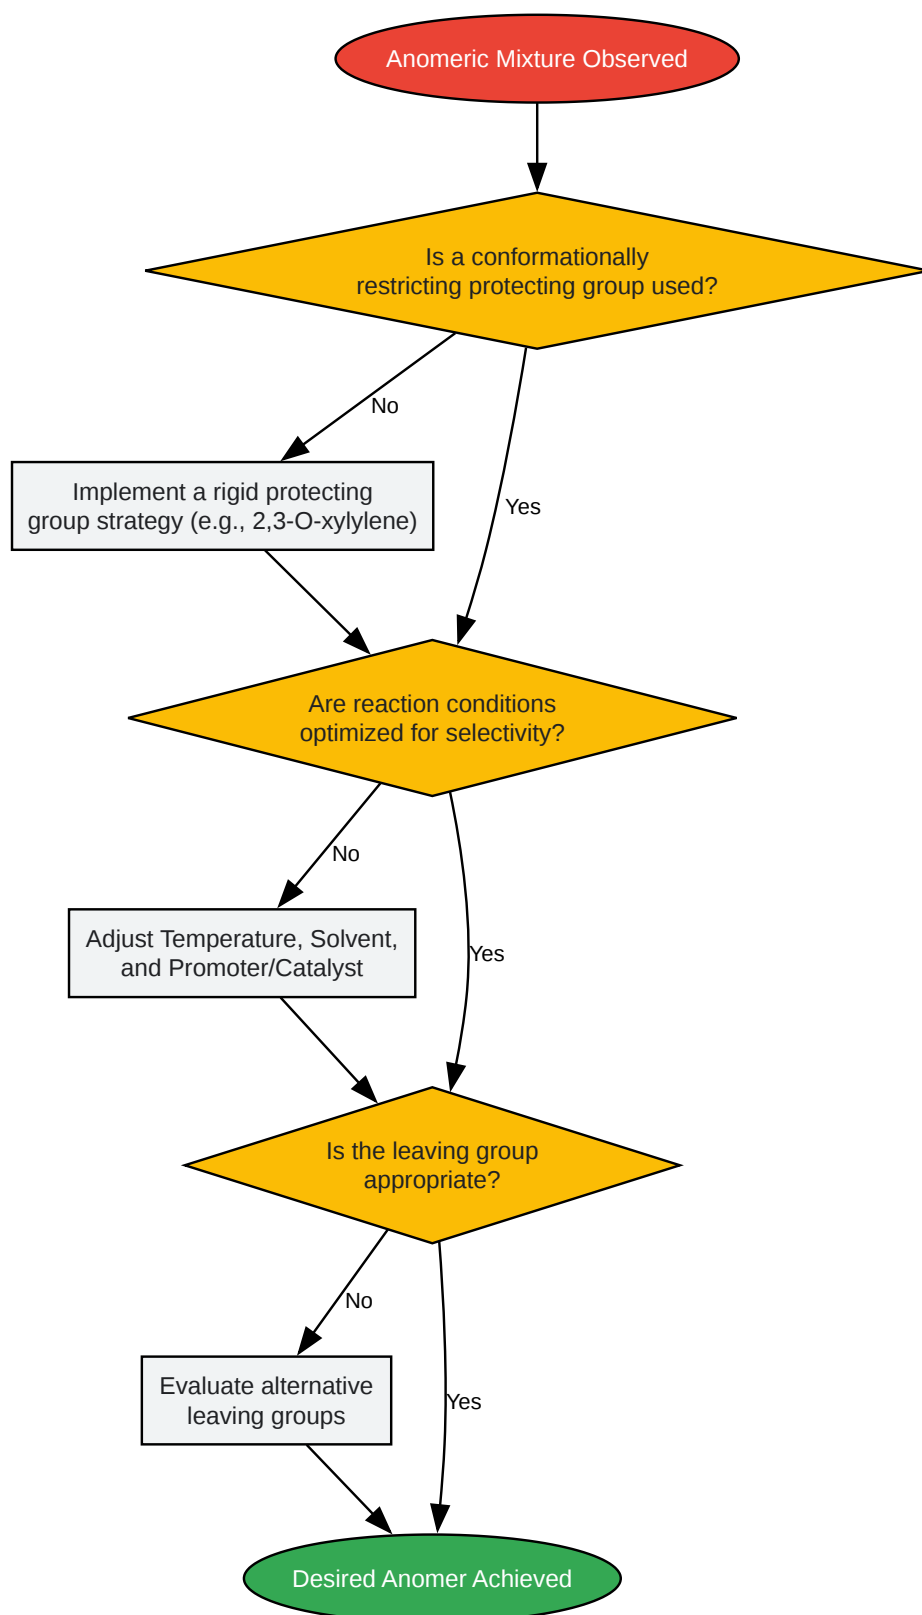 Anomeric Mixture Observed
Is a conformationally
restricting protecting group used?
No
Implement a rigid protecting
group strategy (e.g., 2,3-O-xylylene)
Yes
Are reaction conditions
optimized for selectivity?
No
Adjust Temperature, Solvent,
and Promoter/Catalyst
Yes
Is the leaving group
appropriate?
No
Evaluate alternative
leaving groups
Yes
Desired Anomer Achieved